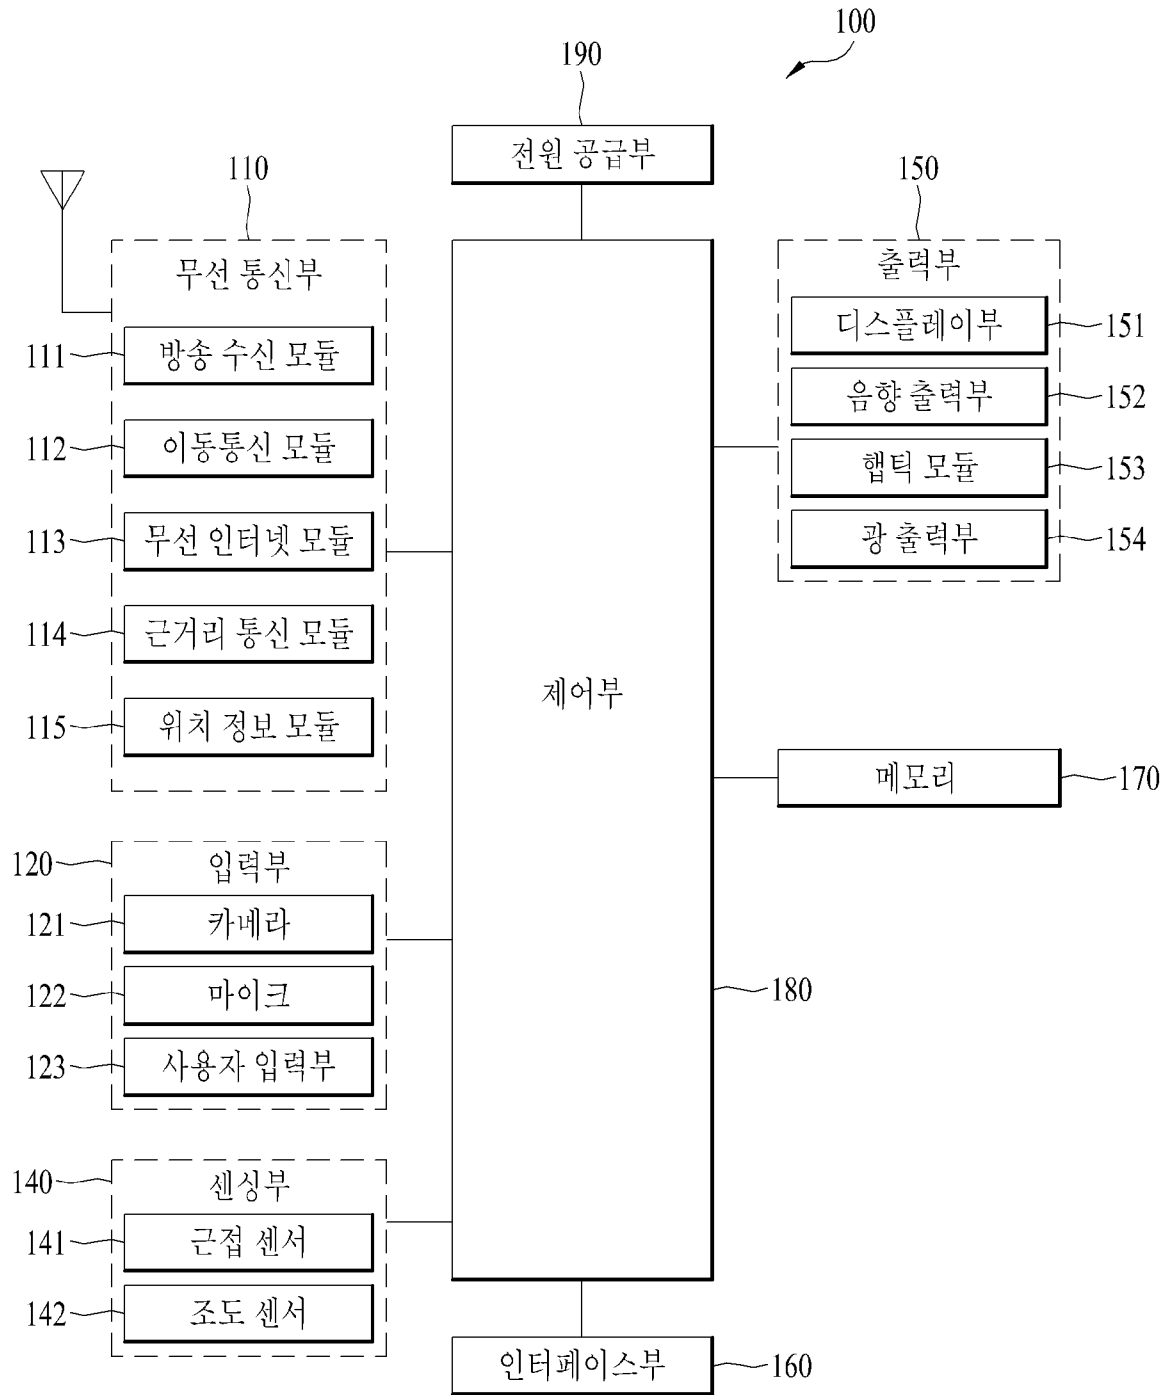 100
190
전원 공급부
110
무선 통신부
111 방송 수신 모듈
112 이동통신 모듈
113 무선 인터넷 모듈
114 근거리 통신 모듈
115 위치 정보 모듈
120 입력부
121 카메라
122 마이크
123 사용자 입력부
140 센싱부
141 근접 센서
142 조도 센서
제어부
180
150
출력부
디스플레이부 151
음향 출력부 152
햅틱 모듈 153
광 출력부 154
메모리 170
인터페이스부 160